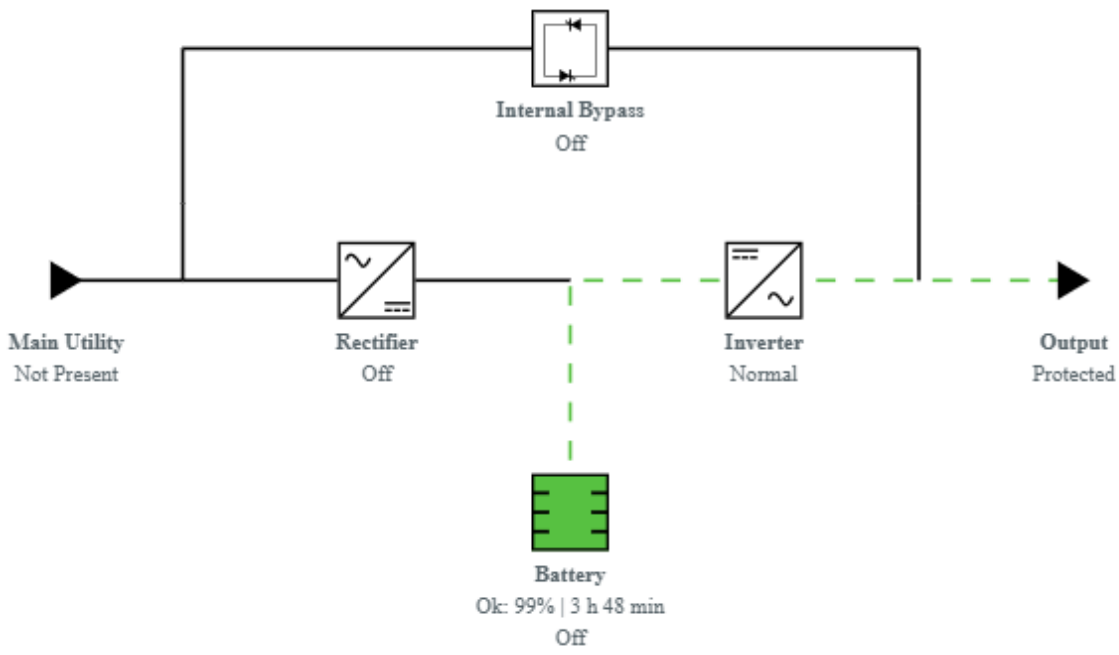 Internal Bypass
Off
Main Utility
Not Present
Rectifier
Off
Inverter
Normal
Output
Protected
Battery
Ok: 99% | 3 h 48 min
Off